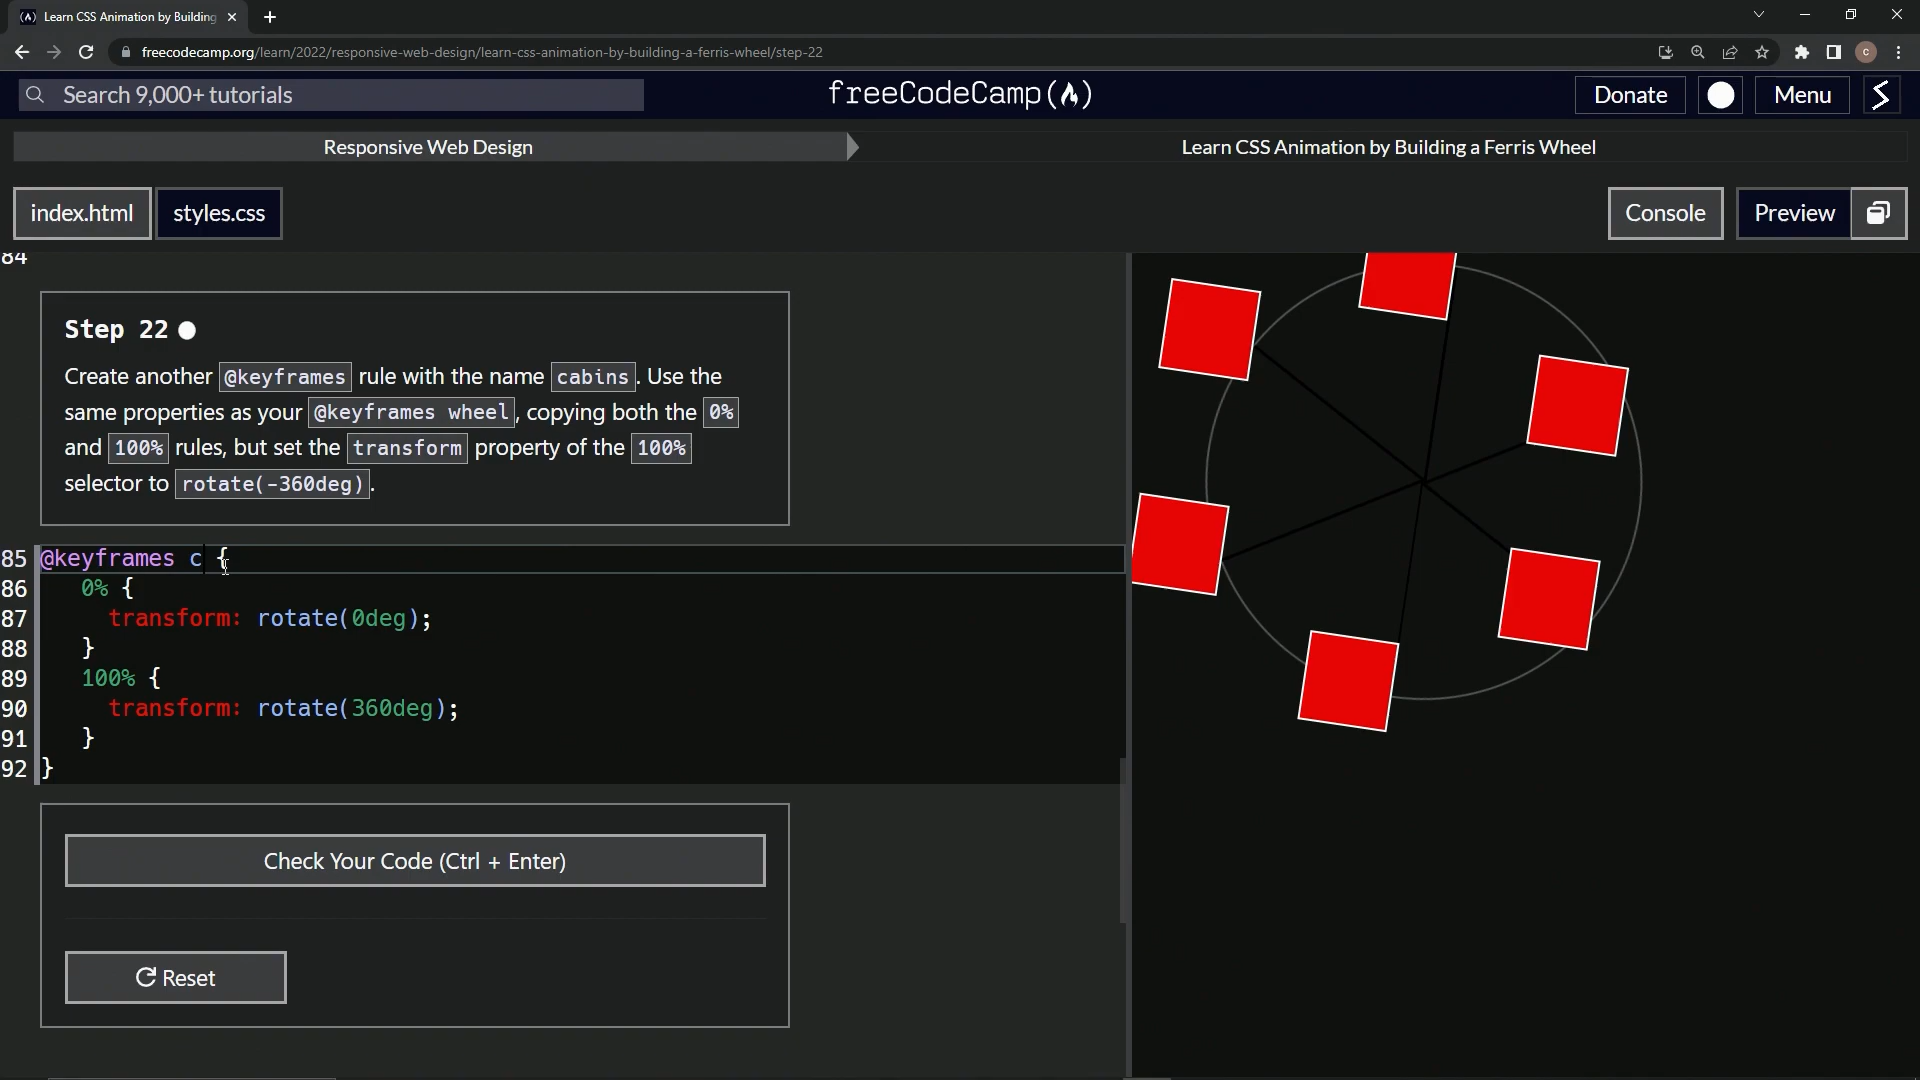 Learn CSS Animation by Building
freecodecamp.org/learn/2022/responsive-web-design/learn-css-animation-by-building-a-ferris-wheel/step-22
c
Search 9,000+ tutorials
freeCodeCamp
Donate
Menu
Responsive Web Design
Learn CSS Animation by Building a Ferris Wheel
index.html
styles.css
Console
Preview
84
Step 22
Create another @keyframes rule with the name cabins. Use the
same properties as your @keyframes wheel, copying both the 0%
and 100% rules, but set the transform property of the 100%
selector to rotate(-360deg).
85 @keyframes c {
86 0% {
87 transform: rotate(0deg);
88 }
89 100% {
90 transform: rotate(360deg);
91 }
92 }
Check Your Code (Ctrl + Enter)
Reset